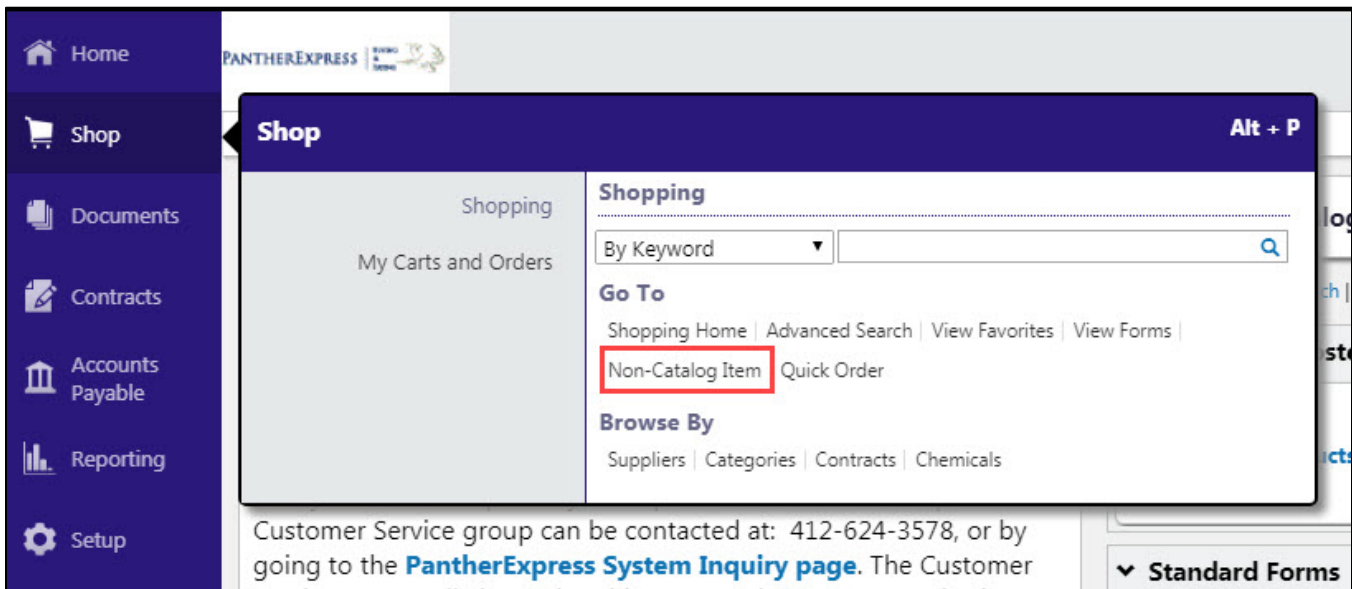 Home
PANTHEREXPRESS
Shop
Shop
Alt + P
Documents
Contracts
Accounts
Payable
Reporting
Setup
Shopping
My Carts and Orders
Shopping
By Keyword
Go To
Shopping Home | Advanced Search | View Favorites | View Forms |
Non-Catalog Item | Quick Order
Browse By
Suppliers | Categories | Contracts | Chemicals
Customer Service group can be contacted at: 412-624-3578, or by
going to the PantherExpress System Inquiry page. The Customer
Standard Forms